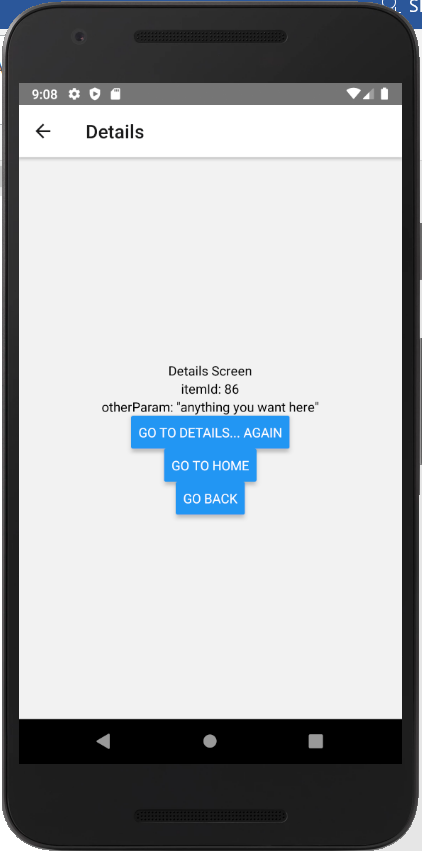 9:08
Details
Details Screen
itemId: 86
otherParam: "anything you want here"
GO TO DETAILS... AGAIN
GO TO HOME
GO BACK